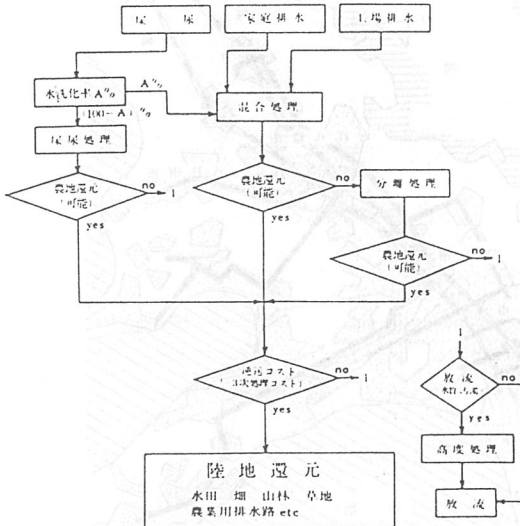 屎 尿
家庭排水
工場排水
水洗化率A%
A%
(100-A)%
混合処理
屎尿処理
農地還元
(可能)
no
1
yes
農地還元
(可能)
no
分離処理
yes
農地還元
(可能)
no
1
yes
コスト
3次処理コスト
no
1
yes
1
放流
no
yes
高度処理
放流
陸地還元
水田 畑 山林 草地
農業用排水路 etc